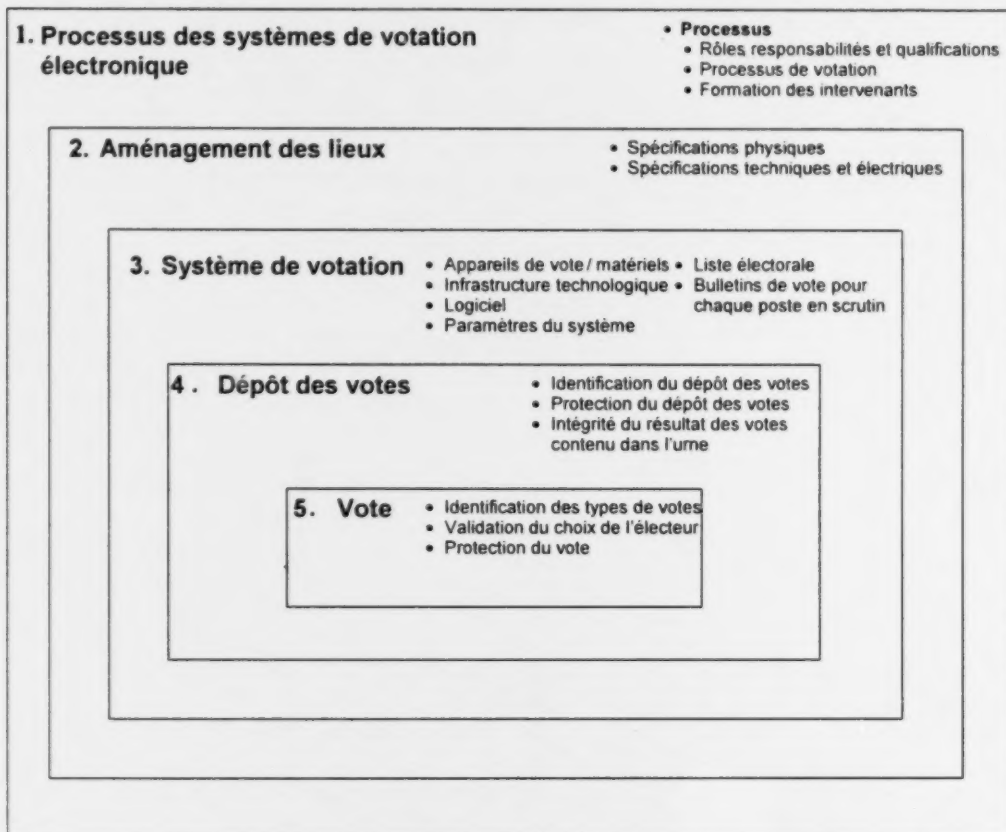 1. Processus des systèmes de votation
électronique
• Processus
• Rôles responsabilités et qualifications
• Processus de votation
• Formation des intervenants
2. Aménagement des lieux
• Spécifications physiques
• Spécifications techniques et électriques
3. Système de votation
• Appareils de vote / matériels
• Infrastructure technologique
• Logiciel
• Paramètres du système
• Liste électorale
• Bulletins de vote pour
chaque poste en scrutin
4. Dépôt des votes
• Identification du dépôt des votes
• Protection du dépôt des votes
• Intégrité du résultat des votes
contenu dans l'urne
5. Vote
• Identification des types de votes
• Validation du choix de l'électeur
• Protection du vote